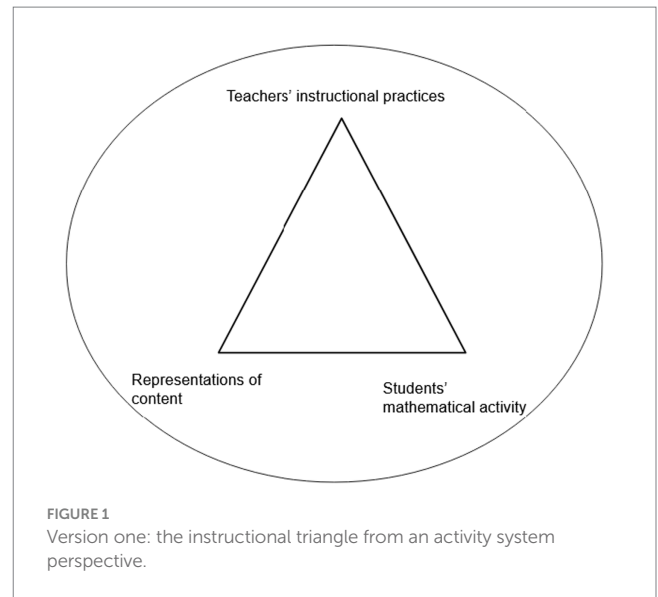 Teachers' instructional practices
Representations of
content
Students'
mathematical activity
FIGURE 1
Version one: the instructional triangle from an activity system
perspective.